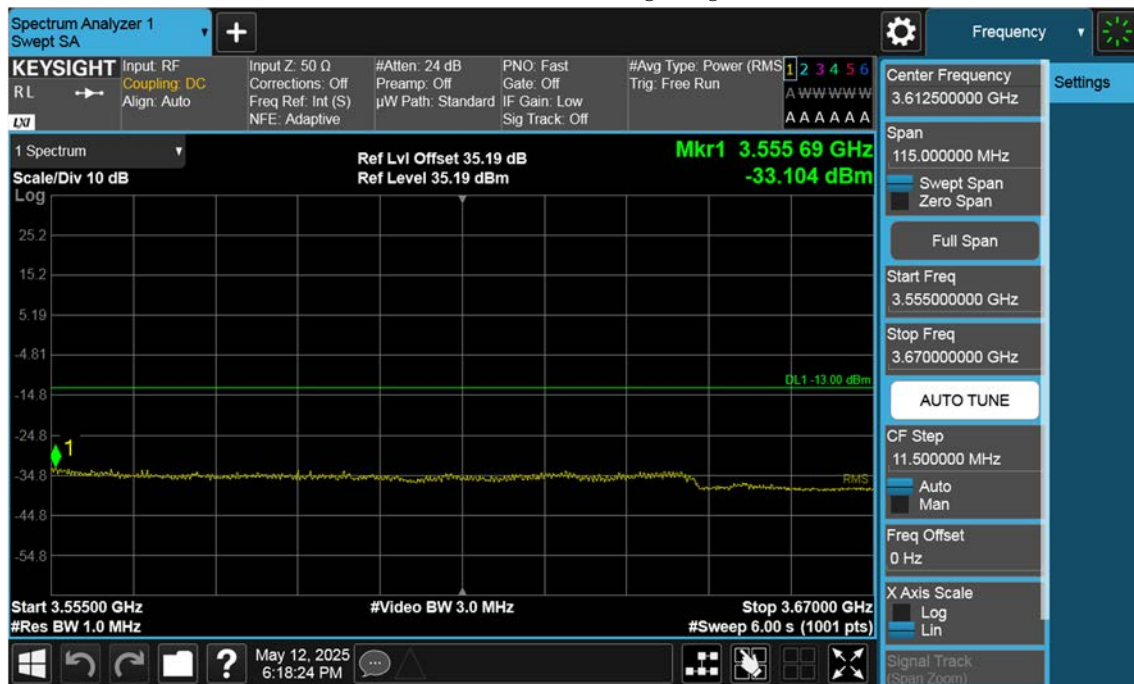 Spectrum Analyzer 1
Swept SA
+
Frequency
KEYSIGHT
RL
LXI
Input: RF
Coupling: DC
Align: Auto
Input Z: 50 Ω
Corrections: Off
Freq Ref: Int (S)
NFE: Adaptive
#Atten: 24 dB
Preamp: Off
µW Path: Standard
PNO: Fast
Gate: Off
IF Gain: Low
Sig Track: Off
#Avg Type: Power (RMS
Trig: Free Run
1 2 3 4 5 6
A W W W W W
A A A A A A
1 Spectrum
Scale/Div 10 dB
Ref Lvl Offset 35.19 dB
Ref Level 35.19 dBm
Mkr1 3.555 69 GHz
-33.104 dBm
Log
25.2
15.2
5.19
-4.81
DL1 -13.00 dBm
-14.8
-24.8
1
-34.8
RMS
-44.8
-54.8
Start 3.55500 GHz
#Video BW 3.0 MHz
Stop 3.67000 GHz
#Res BW 1.0 MHz
#Sweep 6.00 s (1001 pts)
?
May 12, 2025
6:18:24 PM
Center Frequency
3.612500000 GHz
Settings
Span
115.000000 MHz
Swept Span
Zero Span
Full Span
Start Freq
3.555000000 GHz
Stop Freq
3.670000000 GHz
AUTO TUNE
CF Step
11.500000 MHz
Auto
Man
Freq Offset
0 Hz
X Axis Scale
Log
Lin
Signal Track
(Span Zoom)